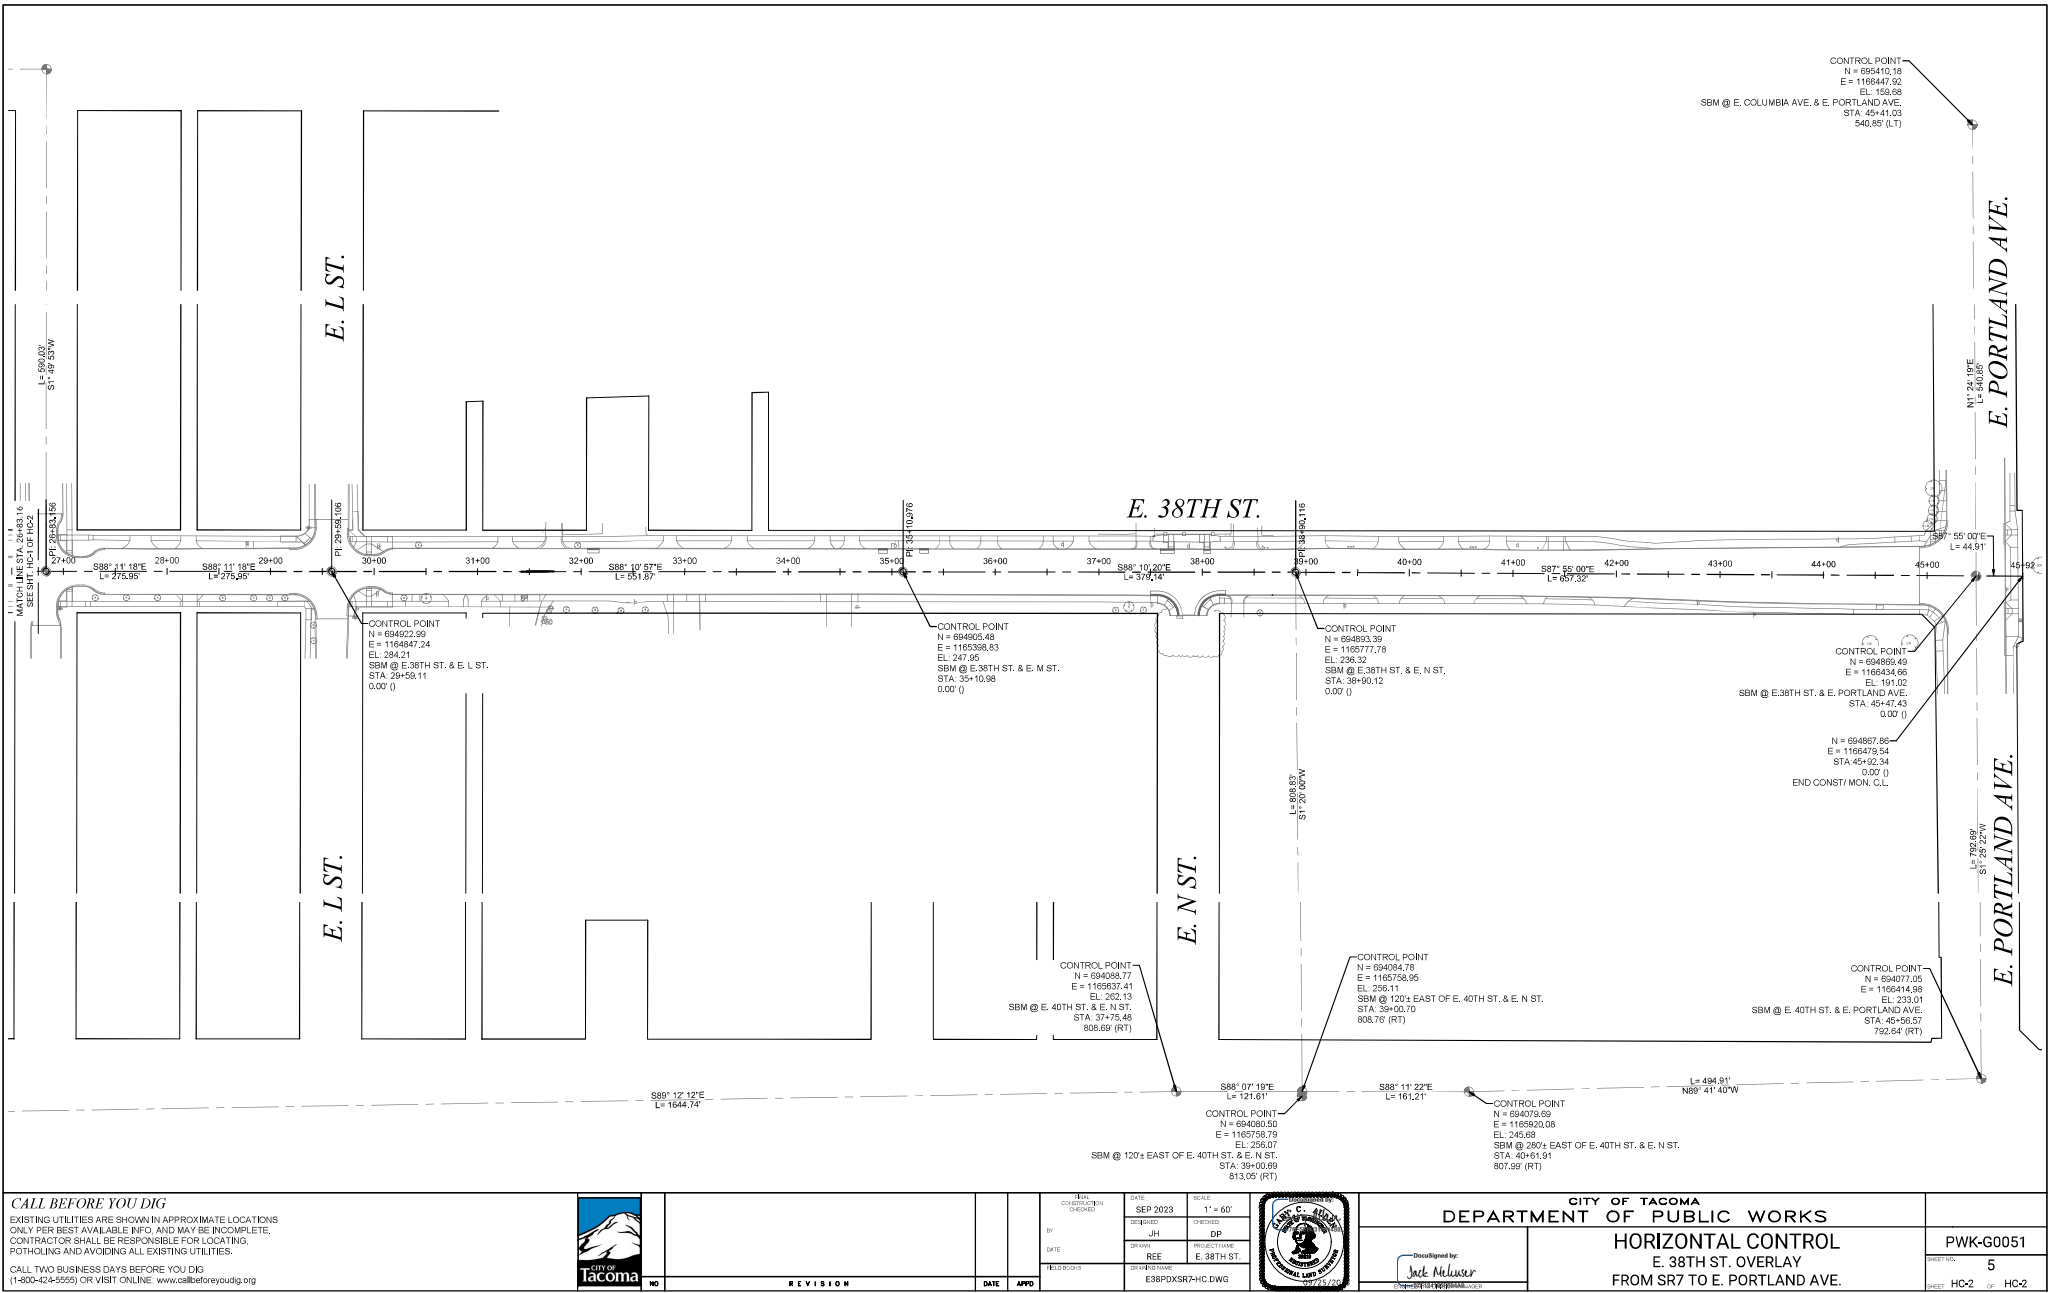 CONTROL POINT
N = 695410.18
E = 1166447.92
EL: 159.68
SBM @ E. COLUMBIA AVE. & E. PORTLAND AVE.
STA: 45+41.03
540.85' (LT)
E. L ST.
E. PORTLAND AVE.
L= 590.03'
S1° 49' 53"W
N1° 24' 19"E
L= 540.85'
E. 38TH ST.
MATCH LINE STA. 26+83.16
SEE SHT. HC-1 OF HC-2
PI: 26+83.156
PI: 29+59.106
PI: 35+10.976
PI: 38+90.116
27+00
28+00
29+00
30+00
31+00
32+00
33+00
34+00
35+00
36+00
37+00
38+00
39+00
40+00
41+00
42+00
43+00
44+00
45+00
45+92
S88° 11' 18"E
L= 275.95'
S88° 11' 18"E
L= 275.95'
S88° 10' 57"E
L= 551.87'
S88° 10' 20"E
L= 379.14'
S87° 55' 00"E
L= 657.32'
S87° 55' 00"E
L= 44.91'
CONTROL POINT
N = 694922.99
E = 1164847.24
EL: 284.21
SBM @ E.38TH ST. & E. L ST.
STA: 29+59.11
0.00' ()
CONTROL POINT
N = 694905.48
E = 1165398.83
EL: 247.95
SBM @ E.38TH ST. & E. M ST.
STA: 35+10.98
0.00' ()
CONTROL POINT
N = 694893.39
E = 1165777.78
EL: 236.32
SBM @ E.38TH ST. & E. N ST.
STA: 38+90.12
0.00' ()
CONTROL POINT
N = 694869.49
E = 1166434.66
EL: 191.02
SBM @ E.38TH ST. & E. PORTLAND AVE.
STA: 45+47.43
0.00' ()
N = 694867.86
E = 1166479.54
STA:45+92.34
0.00' ()
END CONST/ MON. C.L.
L= 808.83'
S1° 20' 00"W
L= 792.69'
S1° 25' 22"W
E. L ST.
E. N ST.
E. PORTLAND AVE.
CONTROL POINT
N = 694088.77
E = 1165637.41
EL: 262.13
SBM @ E. 40TH ST. & E. N ST.
STA: 37+75.48
808.69' (RT)
CONTROL POINT
N = 694084.78
E = 1165758.95
EL: 256.11
SBM @ 120'± EAST OF E. 40TH ST. & E. N ST.
STA: 39+00.70
808.76' (RT)
CONTROL POINT
N = 694077.05
E = 1166414.98
EL: 233.01
SBM @ E. 40TH ST. & E. PORTLAND AVE.
STA: 45+56.57
792.64' (RT)
S89° 12' 12"E
L= 1644.74'
S88° 07' 19"E
L= 121.61'
S88° 11' 22"E
L= 161.21'
L= 494.91'
N89° 41' 40"W
CONTROL POINT
N = 694080.50
E = 1165758.79
EL: 256.07
SBM @ 120'± EAST OF E. 40TH ST. & E. N ST.
STA: 39+00.69
813.05' (RT)
CONTROL POINT
N = 694079.69
E = 1165920.08
EL: 245.68
SBM @ 280'± EAST OF E. 40TH ST. & E. N ST.
STA: 40+61.91
807.99' (RT)
CALL BEFORE YOU DIG
EXISTING UTILITIES ARE SHOWN IN APPROXIMATE LOCATIONS
ONLY PER BEST AVAILABLE INFO, AND MAY BE INCOMPLETE.
CONTRACTOR SHALL BE RESPONSIBLE FOR LOCATING,
POTHOLING AND AVOIDING ALL EXISTING UTILITIES.
CALL TWO BUSINESS DAYS BEFORE YOU DIG
(1-800-424-5555) OR VISIT ONLINE: www.callbeforeyoudig.org
CITY OF
Tacoma
NO
REVISION
DATE
APPD
FINAL
CONSTRUCTION
CHECKED
BY
DATE
FIELD BOOKS
DATE
SEP 2023
SCALE
1" = 60'
DESIGNED
JH
CHECKED
DP
DRAWN
REE
PROJECT NAME
E. 38TH ST.
DRAWING NAME
E38PDXSR7-HC.DWG
DocuSigned by:
GARY C. ALLEN
REGISTERED
PROFESSIONAL LAND SURVEYOR
DocuSigned by:
CITY OF TACOMA
DEPARTMENT OF PUBLIC WORKS
HORIZONTAL CONTROL
E. 38TH ST. OVERLAY
FROM SR7 TO E. PORTLAND AVE.
PWK-G0051
SHEET NO.
5
SHEET HC-2 OF HC-2